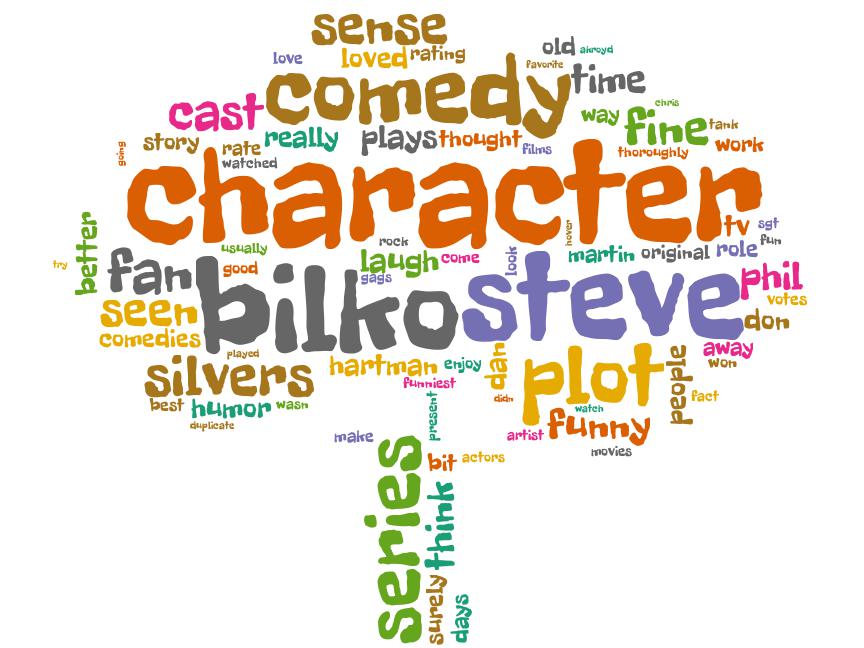 sense
love
loved
rating
old
akroyd
favorite
comedy
time
cast
way
chris
fine
tank
story
rate
really
plays
thought
films
thoroughly
work
going
watched
character
tv
sgt
hover
better
usually
rock
laugh
come
look
martin
original
role
fun
try
fan
good
gags
bilko
steve
phil
votes
seen
don
comedies
played
hartman
enjoy
dan
plot
people
away
won
silvers
funniest
best
humor
wasn
didn
watch
fact
duplicate
present
artist
funny
make
movies
series
bit
actors
think
surely
days